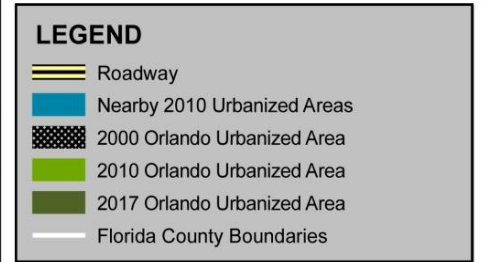 LEGEND
Roadway
Nearby 2010 Urbanized Areas
2000 Orlando Urbanized Area
2010 Orlando Urbanized Area
2017 Orlando Urbanized Area
Florida County Boundaries